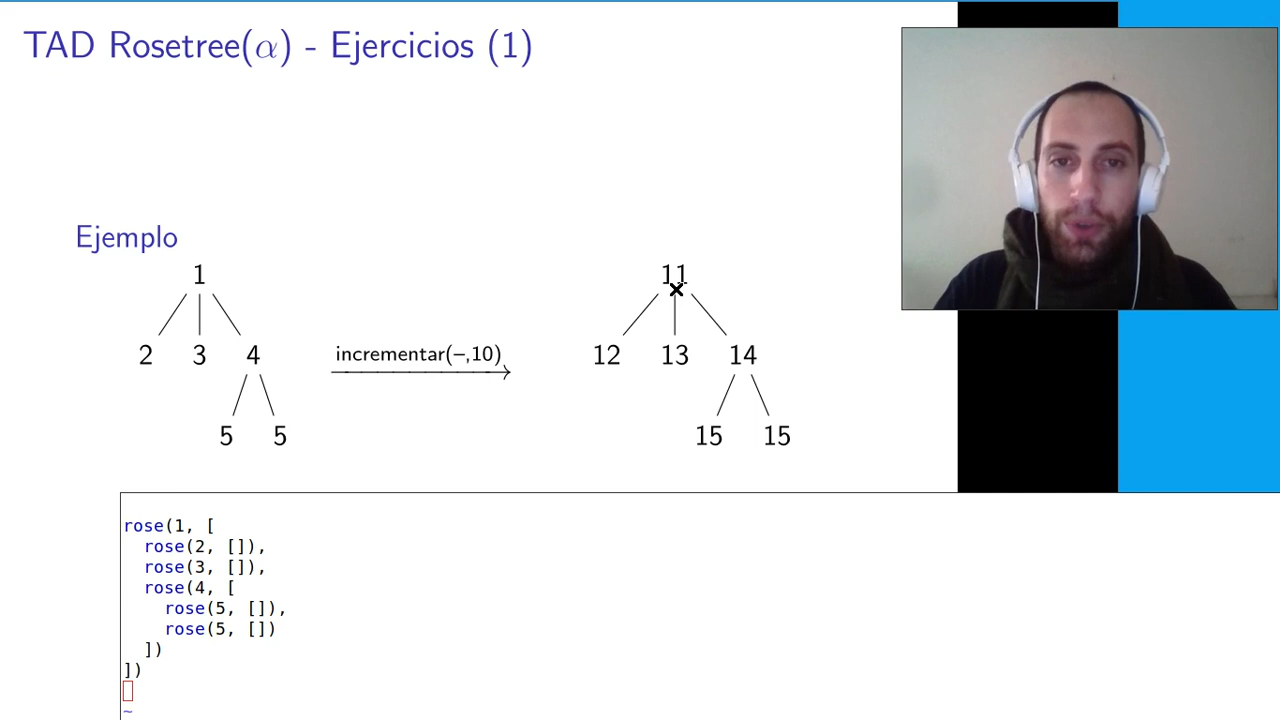 TAD Rosetree(α) - Ejercicios (1)
Ejemplo
1
2 3 4
5 5
incrementar(−,10)
11
12 13 14
15 15
rose(1, [
  rose(2, []),
  rose(3, []),
  rose(4, [
    rose(5, []),
    rose(5, [])
  ])
])
~